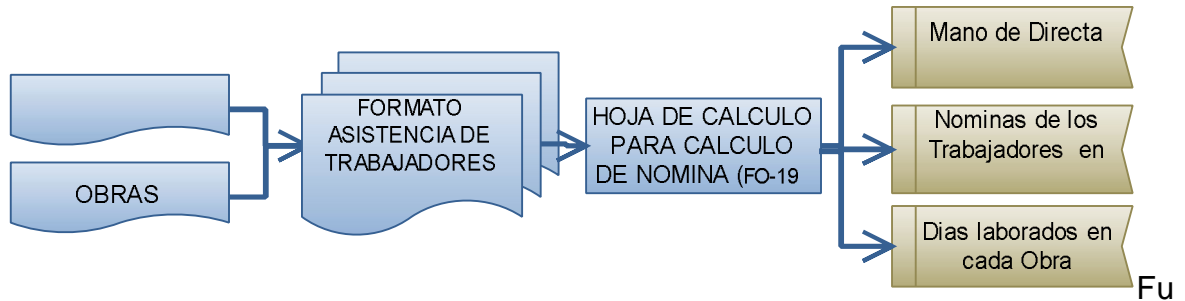 OBRAS
FORMATO
ASISTENCIA DE
TRABAJADORES
HOJA DE CALCULO
PARA CALCULO
DE NOMINA (FO-19
Mano de Directa
Nominas de los
Trabajadores en
Dias laborados en
cada Obra
Fu